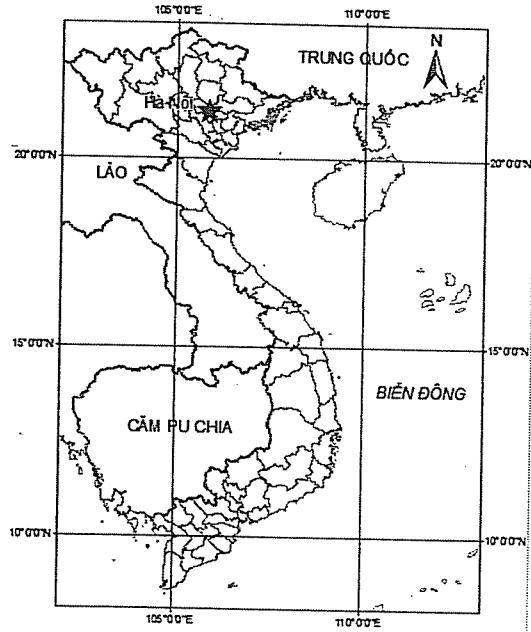 105°0'0"E 110°0'0"E
TRUNG QUỐC
N
Hà Nội
20°0'0"N 20°0'0"N
LÀO
15°0'0"N 15°0'0"N
BIỂN ĐÔNG
CĂM PU CHIA
10°0'0"N 10°0'0"N
105°0'0"E 110°0'0"E